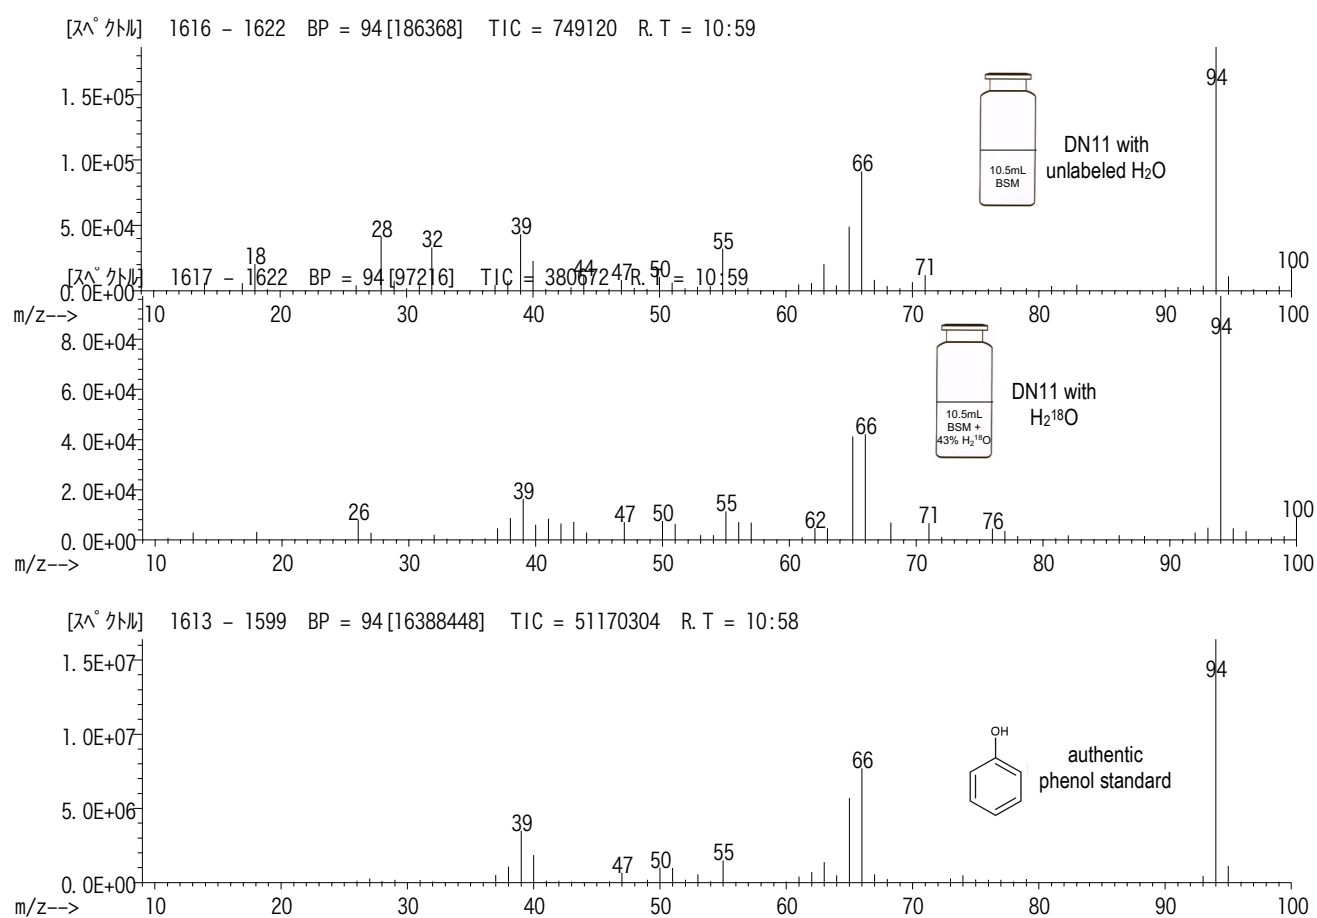 [スペクトル] 1616 - 1622 BP = 94[186368] TIC = 749120 R.T = 10:59
1.5E+05
1.0E+05
5.0E+04
0.0E+00
94
66
28
32
39
18
44
47
50
55
71
100
10.5mL
BSM
DN11 with
unlabeled H₂O
m/z--> 10 20 30 40 50 60 70 80 90 100
[スペクトル] 1617 - 1622 BP = 94[97216] TIC = 380672 R.T = 10:59
8.0E+04
6.0E+04
4.0E+04
2.0E+04
0.0E+00
94
66
26
39
47
50
55
62
71
76
100
10.5mL
BSM +
43% H₂¹⁸O
DN11 with
H₂¹⁸O
m/z--> 10 20 30 40 50 60 70 80 90 100
[スペクトル] 1613 - 1599 BP = 94[16388448] TIC = 51170304 R.T = 10:58
1.5E+07
1.0E+07
5.0E+06
0.0E+00
94
66
39
47
50
55
OH
authentic
phenol standard
m/z--> 10 20 30 40 50 60 70 80 90 100